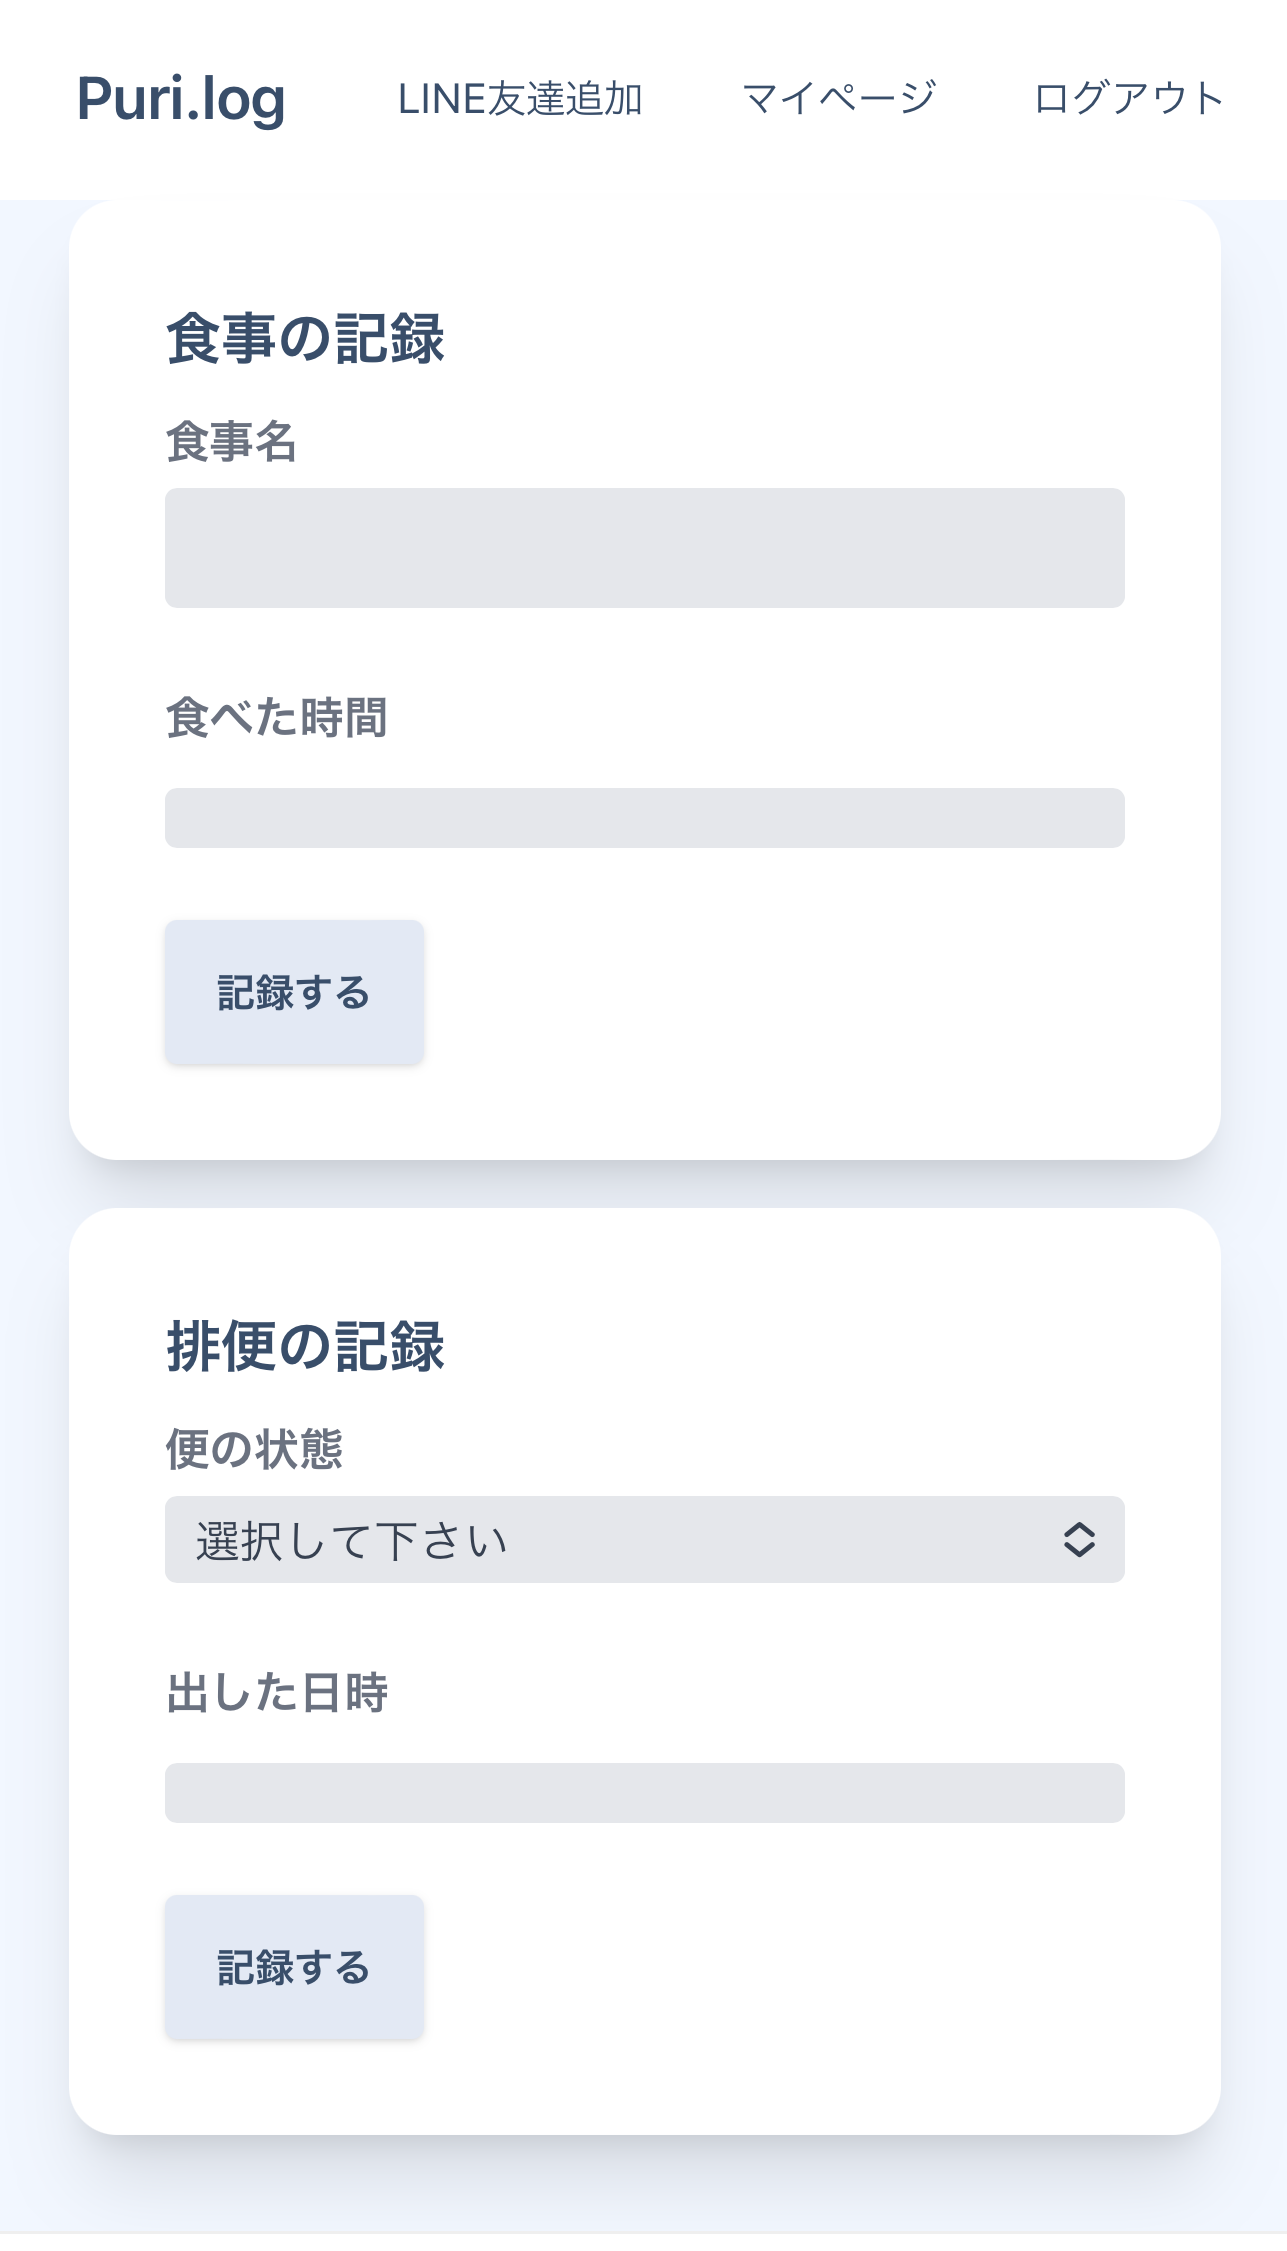 Puri.log LINE友達追加 マイページ ログアウト
食事の記録
食事名
食べた時間
記録する
排便の記録
便の状態
選択して下さい
出した日時
記録する